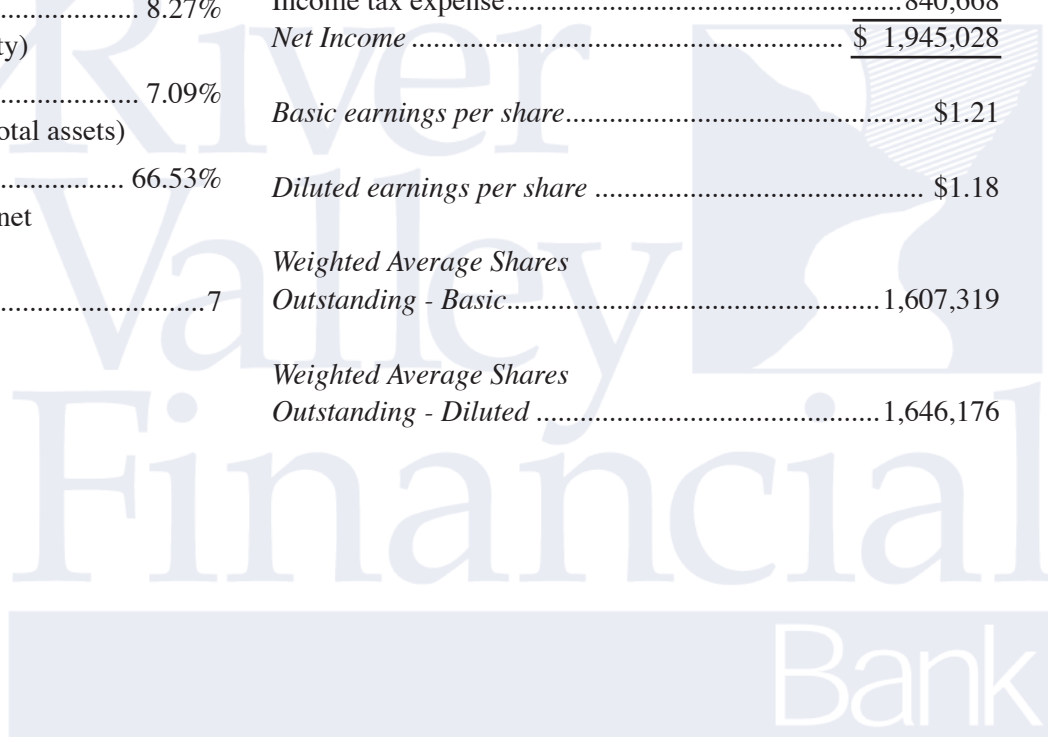 ................. 8.27%
ty)
................. 7.09%
otal assets)
................. 66.53%
net
............................7
Income tax expense.....................................................840,668
Net Income .......................................................... $ 1,945,028
Basic earnings per share................................................ $1.21
Diluted earnings per share ............................................ $1.18
Weighted Average Shares
Outstanding - Basic..................................................1,607,319
Weighted Average Shares
Outstanding - Diluted ..............................................1,646,176
River
Valley
Financial
Bank